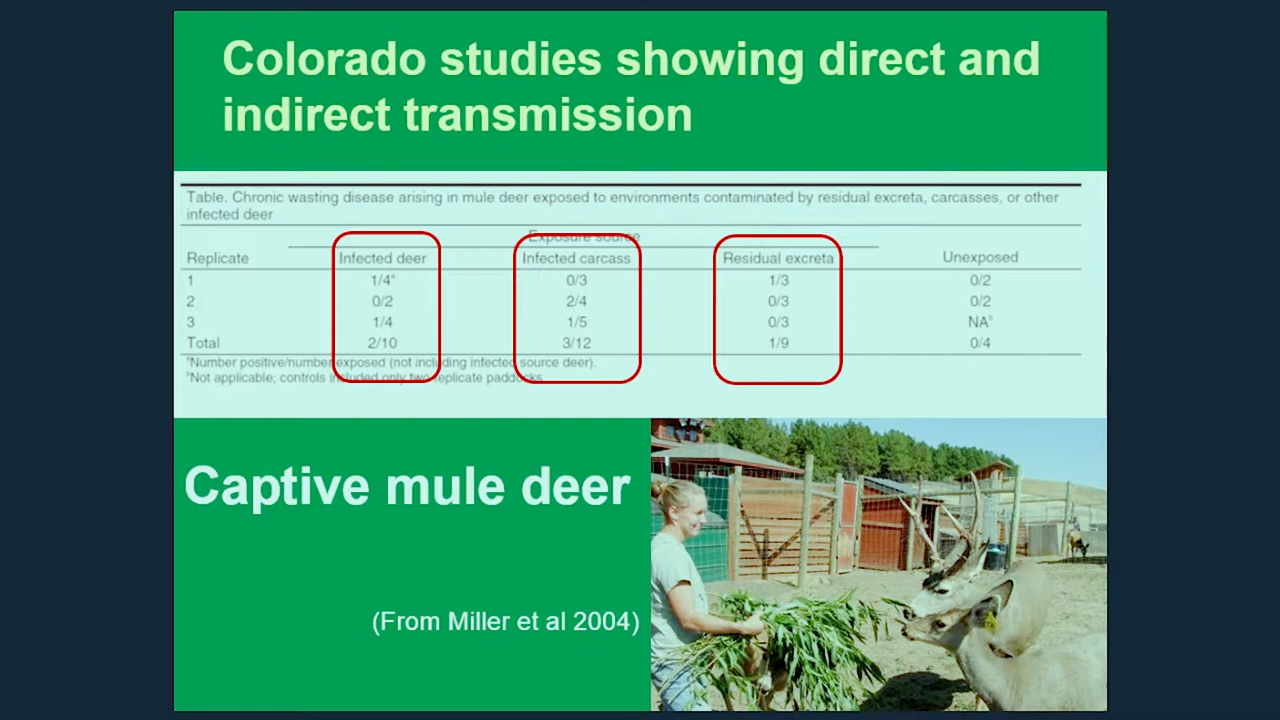 Colorado studies showing direct and
indirect transmission
Table. Chronic wasting disease arising in mule deer exposed to environments contaminated by residual excreta, carcasses, or other
infected deer
Exposure source
Replicate Infected deer Infected carcass Residual excreta Unexposed
1 1/4ᵃ 0/3 1/3 0/2
2 0/2 2/4 0/3 0/2
3 1/4 1/5 0/3 NAᵇ
Total 2/10 3/12 1/9 0/4
ᵃNumber positive/number exposed (not including infected source deer).
ᵇNot applicable; controls included only two replicate paddocks.
Captive mule deer
(From Miller et al 2004)